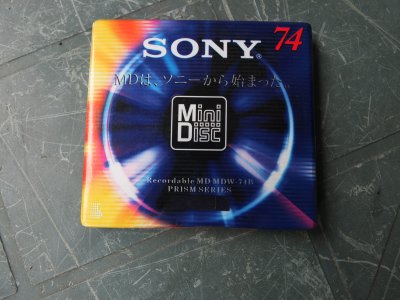 SONY® 74
MDは、ソニーから始まった。
Mini
Disc
Recordable MD MDW-74B
PRISM SERIES